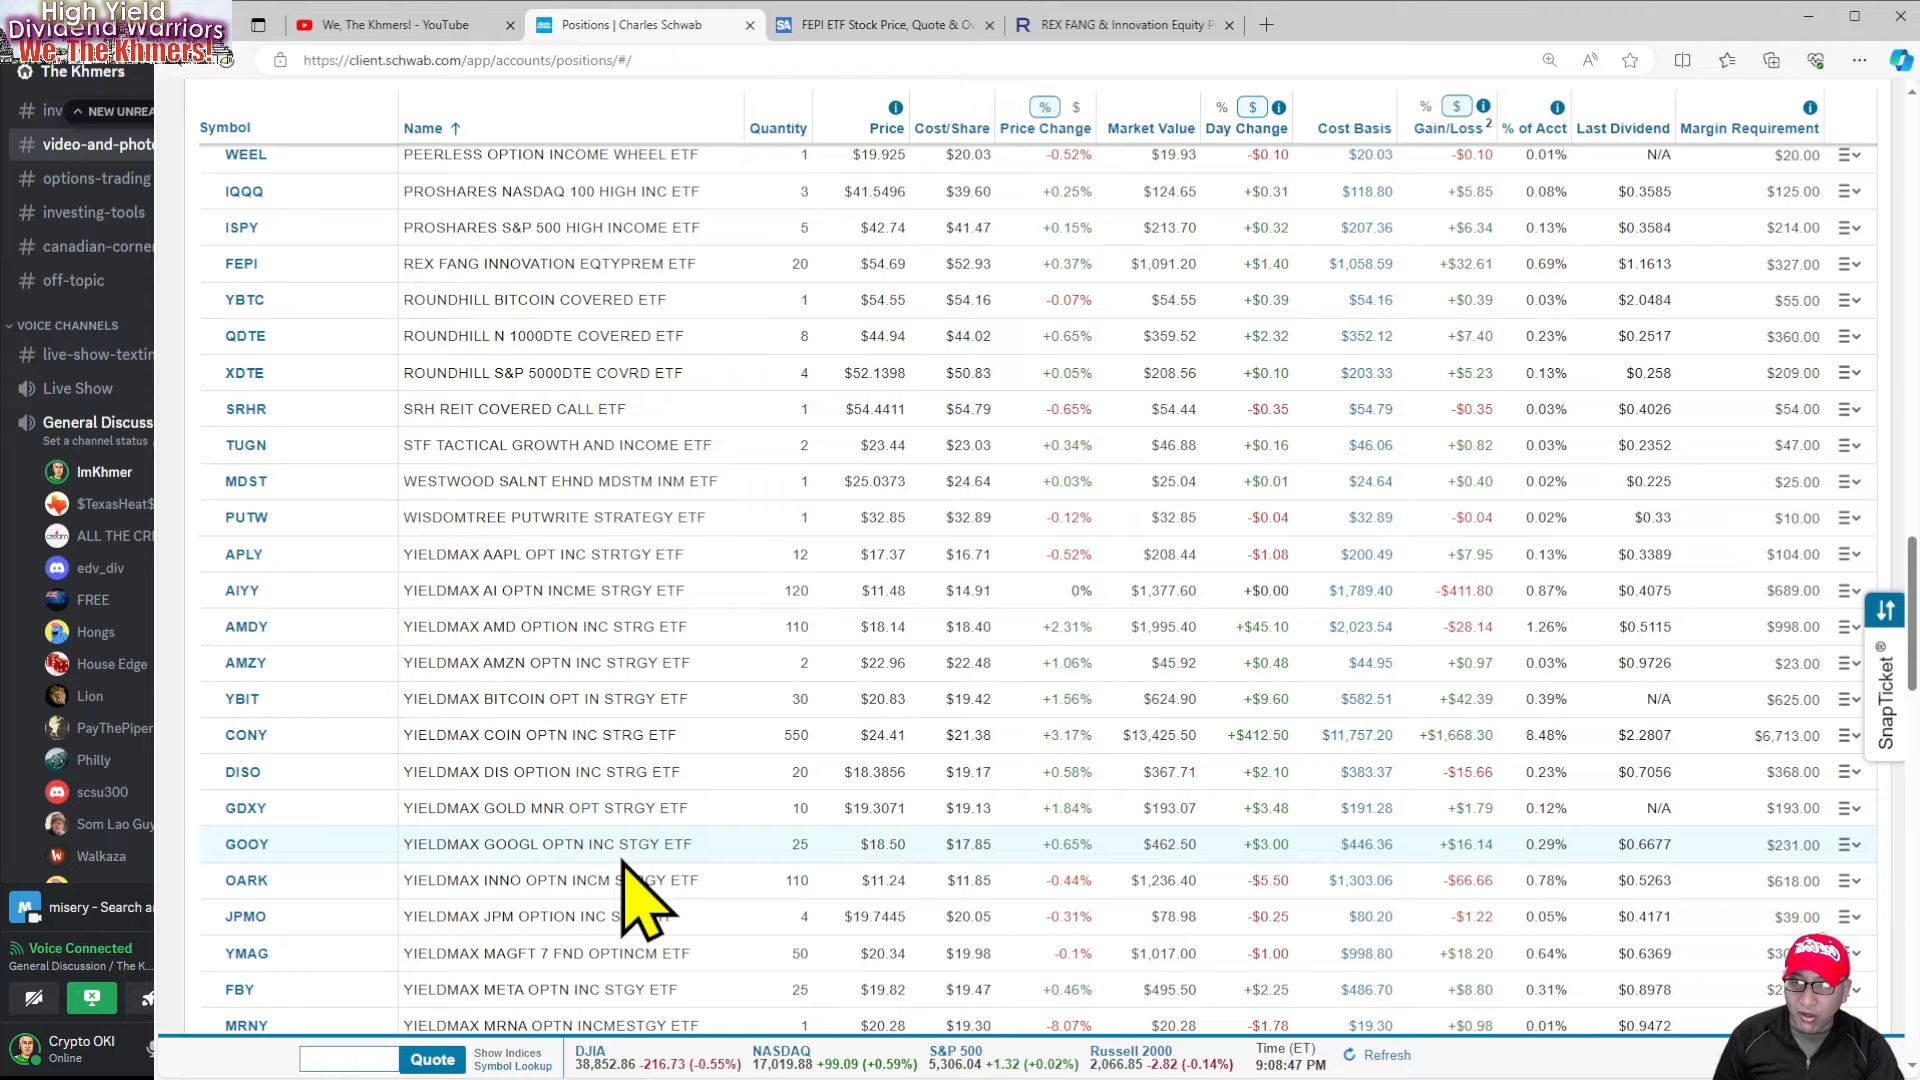 High Yield
Dividend Warriors
We The Khmers!
We, The Khmers! - YouTube
Positions | Charles Schwab
SA
FEPI ETF Stock Price, Quote & O
R
REX FANG & Innovation Equity P
https://client.schwab.com/app/accounts/positions/#/
The Khmers
# inv
NEW UNREA
# video-and-photo
# options-trading
# investing-tools
# canadian-corner
# off-topic
VOICE CHANNELS
# live-show-textin
Live Show
General Discuss
Set a channel status
ImKhmer
$TexasHeat$
ALL THE CRI
edv_div
FREE
Hongs
House Edge
Lion
PayThePiper
Philly
scsu300
Som Lao Guy
Walkaza
misery - Search a
Voice Connected
General Discussion / The K...
Crypto OKI
Online
% $
% $
% $
Symbol Name Quantity Price Cost/Share Price Change Market Value Day Change Cost Basis Gain/Loss 2 % of Acct Last Dividend Margin Requirement
WEEL PEERLESS OPTION INCOME WHEEL ETF 1 $19.925 $20.03 -0.52% $19.93 -$0.10 $20.03 -$0.10 0.01% N/A $20.00
IQQQ PROSHARES NASDAQ 100 HIGH INC ETF 3 $41.5496 $39.60 +0.25% $124.65 +$0.31 $118.80 +$5.85 0.08% $0.3585 $125.00
ISPY PROSHARES S&P 500 HIGH INCOME ETF 5 $42.74 $41.47 +0.15% $213.70 +$0.32 $207.36 +$6.34 0.13% $0.3584 $214.00
FEPI REX FANG INNOVATION EQTYPREM ETF 20 $54.69 $52.93 +0.37% $1,091.20 +$1.40 $1,058.59 +$32.61 0.69% $1.1613 $327.00
YBTC ROUNDHILL BITCOIN COVERED ETF 1 $54.55 $54.16 -0.07% $54.55 +$0.39 $54.16 +$0.39 0.03% $2.0484 $55.00
QDTE ROUNDHILL N 1000DTE COVERED ETF 8 $44.94 $44.02 +0.65% $359.52 +$2.32 $352.12 +$7.40 0.23% $0.2517 $360.00
XDTE ROUNDHILL S&P 5000DTE COVRD ETF 4 $52.1398 $50.83 +0.05% $208.56 +$0.10 $203.33 +$5.23 0.13% $0.258 $209.00
SRHR SRH REIT COVERED CALL ETF 1 $54.4411 $54.79 -0.65% $54.44 -$0.35 $54.79 -$0.35 0.03% $0.4026 $54.00
TUGN STF TACTICAL GROWTH AND INCOME ETF 2 $23.44 $23.03 +0.34% $46.88 +$0.16 $46.06 +$0.82 0.03% $0.2352 $47.00
MDST WESTWOOD SALNT EHND MDSTM INM ETF 1 $25.0373 $24.64 +0.03% $25.04 +$0.01 $24.64 +$0.40 0.02% $0.225 $25.00
PUTW WISDOMTREE PUTWRITE STRATEGY ETF 1 $32.85 $32.89 -0.12% $32.85 -$0.04 $32.89 -$0.04 0.02% $0.33 $10.00
APLY YIELDMAX AAPL OPT INC STRTGY ETF 12 $17.37 $16.71 -0.52% $208.44 -$1.08 $200.49 +$7.95 0.13% $0.3389 $104.00
AIYY YIELDMAX AI OPTN INCME STRGY ETF 120 $11.48 $14.91 0% $1,377.60 +$0.00 $1,789.40 -$411.80 0.87% $0.4075 $689.00
AMDY YIELDMAX AMD OPTION INC STRG ETF 110 $18.14 $18.40 +2.31% $1,995.40 +$45.10 $2,023.54 -$28.14 1.26% $0.5115 $998.00
AMZY YIELDMAX AMZN OPTN INC STRGY ETF 2 $22.96 $22.48 +1.06% $45.92 +$0.48 $44.95 +$0.97 0.03% $0.9726 $23.00
YBIT YIELDMAX BITCOIN OPT IN STRGY ETF 30 $20.83 $19.42 +1.56% $624.90 +$9.60 $582.51 +$42.39 0.39% N/A $625.00
CONY YIELDMAX COIN OPTN INC STRG ETF 550 $24.41 $21.38 +3.17% $13,425.50 +$412.50 $11,757.20 +$1,668.30 8.48% $2.2807 $6,713.00
DISO YIELDMAX DIS OPTION INC STRG ETF 20 $18.3856 $19.17 +0.58% $367.71 +$2.10 $383.37 -$15.66 0.23% $0.7056 $368.00
GDXY YIELDMAX GOLD MNR OPT STRGY ETF 10 $19.3071 $19.13 +1.84% $193.07 +$3.48 $191.28 +$1.79 0.12% N/A $193.00
GOOY YIELDMAX GOOGL OPTN INC STGY ETF 25 $18.50 $17.85 +0.65% $462.50 +$3.00 $446.36 +$16.14 0.29% $0.6677 $231.00
OARK YIELDMAX INNO OPTN INCM GY ETF 110 $11.24 $11.85 -0.44% $1,236.40 -$5.50 $1,303.06 -$66.66 0.78% $0.5263 $618.00
JPMO YIELDMAX JPM OPTION INC 4 $19.7445 $20.05 -0.31% $78.98 -$0.25 $80.20 -$1.22 0.05% $0.4171 $39.00
YMAG YIELDMAX MAGFT 7 FND OPTINCM ETF 50 $20.34 $19.98 -0.1% $1,017.00 -$1.00 $998.80 +$18.20 0.64% $0.6369
FBY YIELDMAX META OPTN INC STGY ETF 25 $19.82 $19.47 +0.46% $495.50 +$2.25 $486.70 +$8.80 0.31% $0.8978
MRNY YIELDMAX MRNA OPTN INCMESTGY ETF 1 $20.28 $19.30 -8.07% $20.28 -$1.78 $19.30 +$0.98 0.01% $0.9472
SnapTicket ®
Quote
Show Indices
Symbol Lookup
DJIA
38,852.86 -216.73 (-0.55%)
NASDAQ
17,019.88 +99.09 (+0.59%)
S&P 500
5,306.04 +1.32 (+0.02%)
Russell 2000
2,066.85 -2.82 (-0.14%)
Time (ET)
9:08:47 PM
Refresh